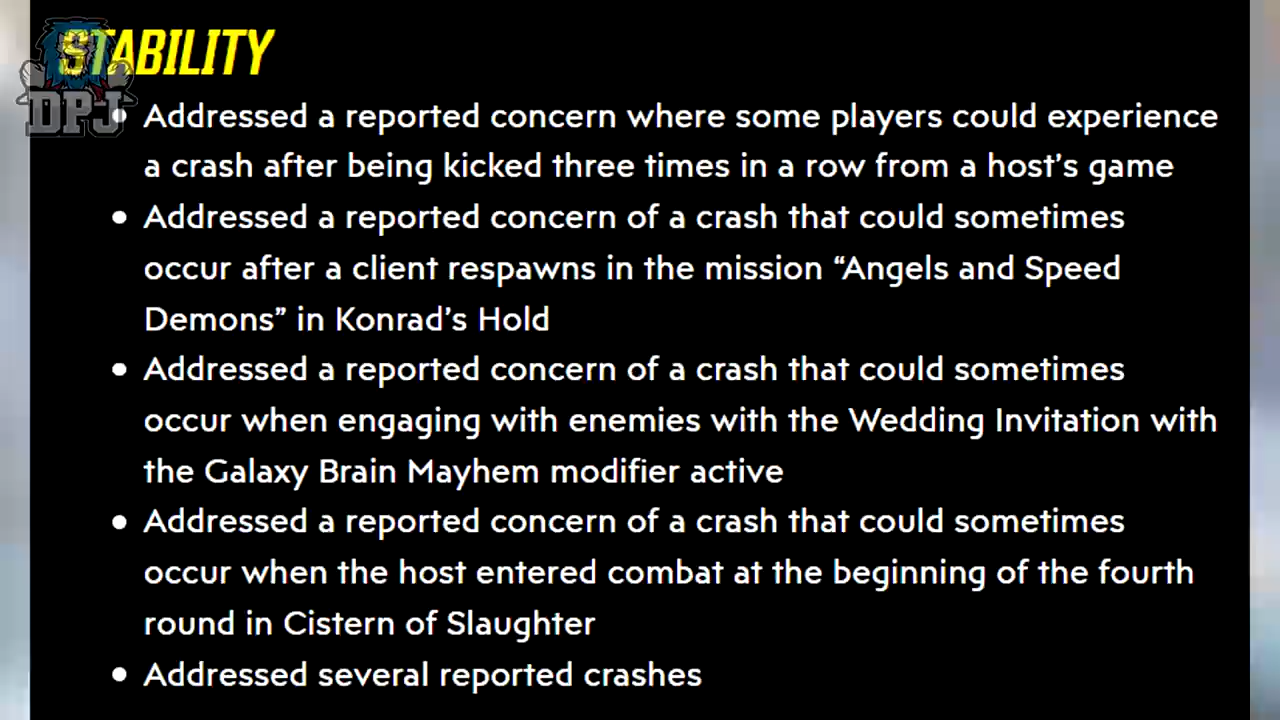 STABILITY
DPJ
• Addressed a reported concern where some players could experience
a crash after being kicked three times in a row from a host’s game
• Addressed a reported concern of a crash that could sometimes
occur after a client respawns in the mission “Angels and Speed
Demons” in Konrad’s Hold
• Addressed a reported concern of a crash that could sometimes
occur when engaging with enemies with the Wedding Invitation with
the Galaxy Brain Mayhem modifier active
• Addressed a reported concern of a crash that could sometimes
occur when the host entered combat at the beginning of the fourth
round in Cistern of Slaughter
• Addressed several reported crashes